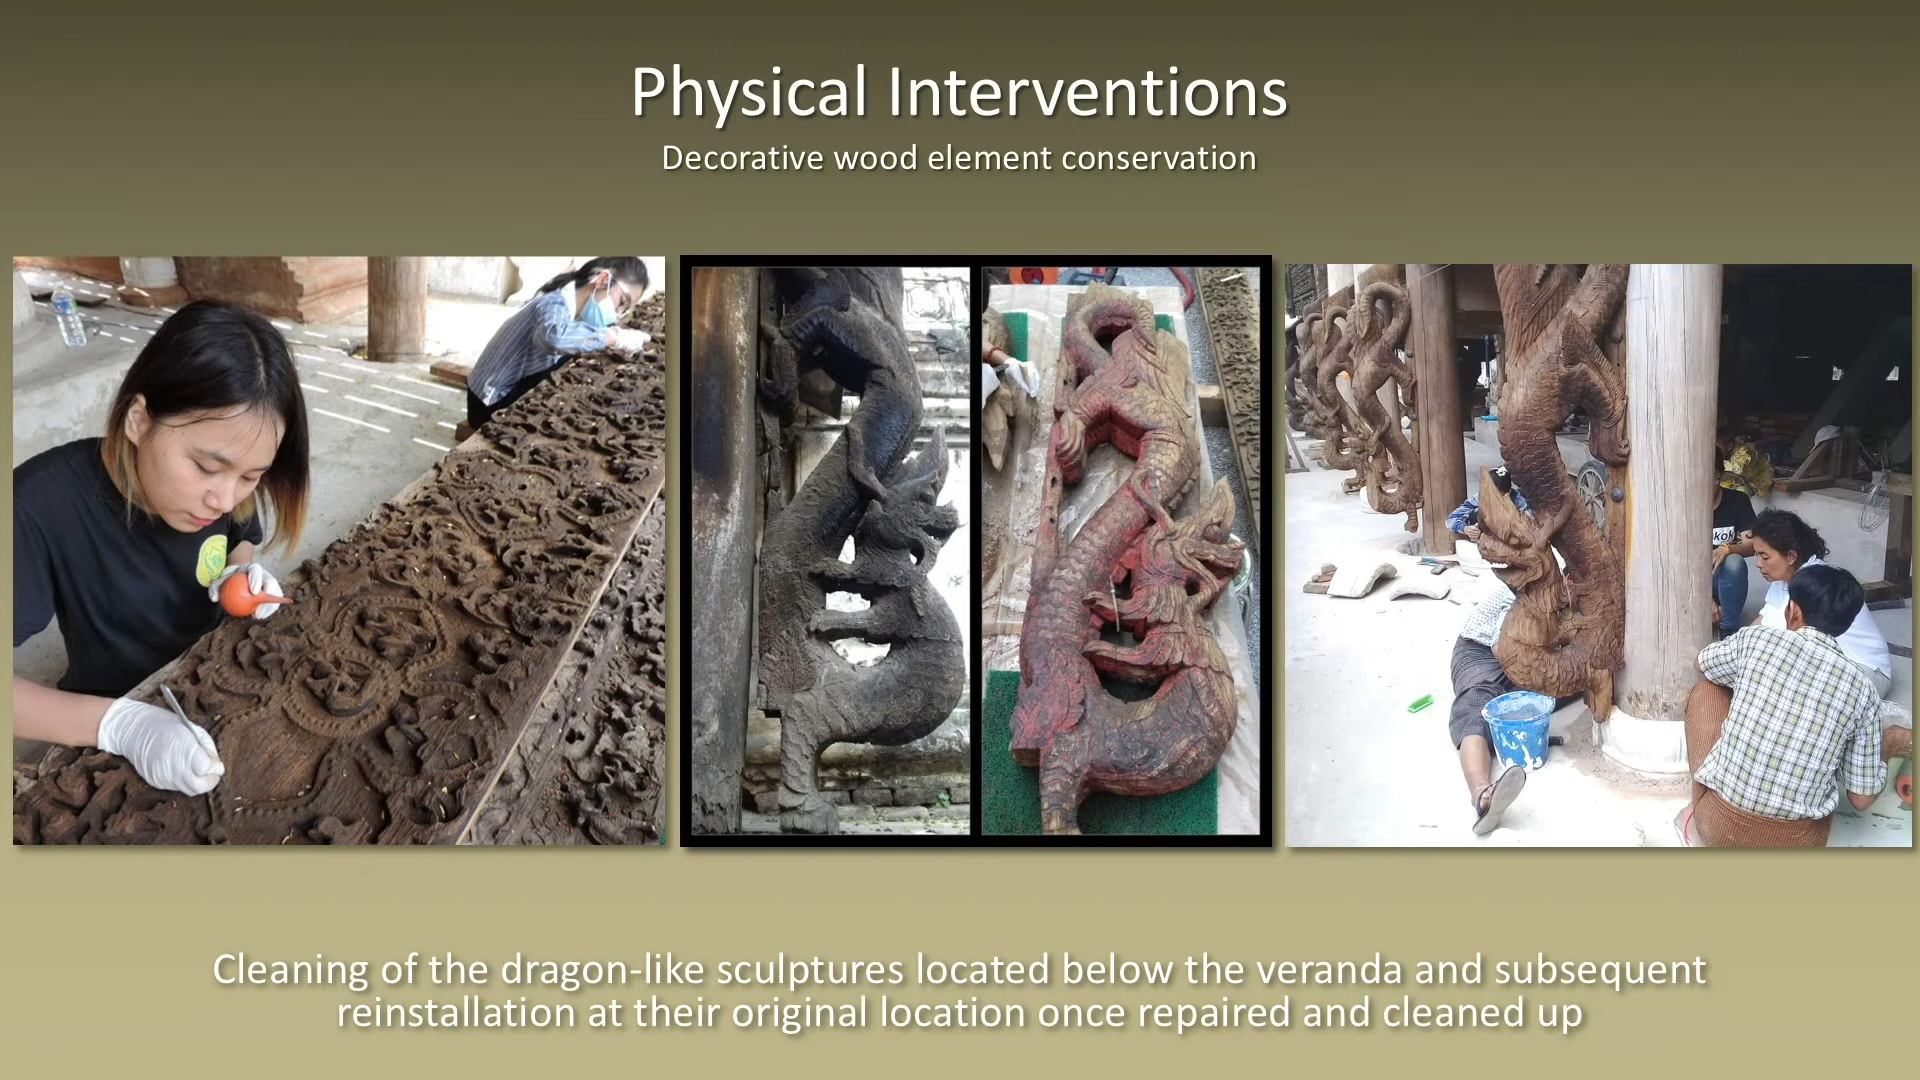 Physical Interventions
Decorative wood element conservation
kok
Cleaning of the dragon-like sculptures located below the veranda and subsequent
reinstallation at their original location once repaired and cleaned up